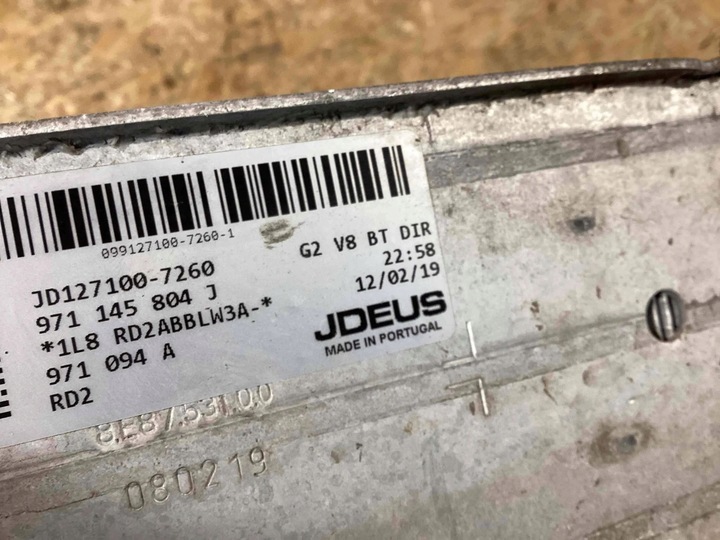 099127100-7260-1
JD127100-7260
971 145 804 J
*1L8 RD2ABBLW3A-*
971 094 A
RD2
G2 V8 BT DIR
22:58
12/02/19
JDEUS
MADE IN PORTUGAL
080219